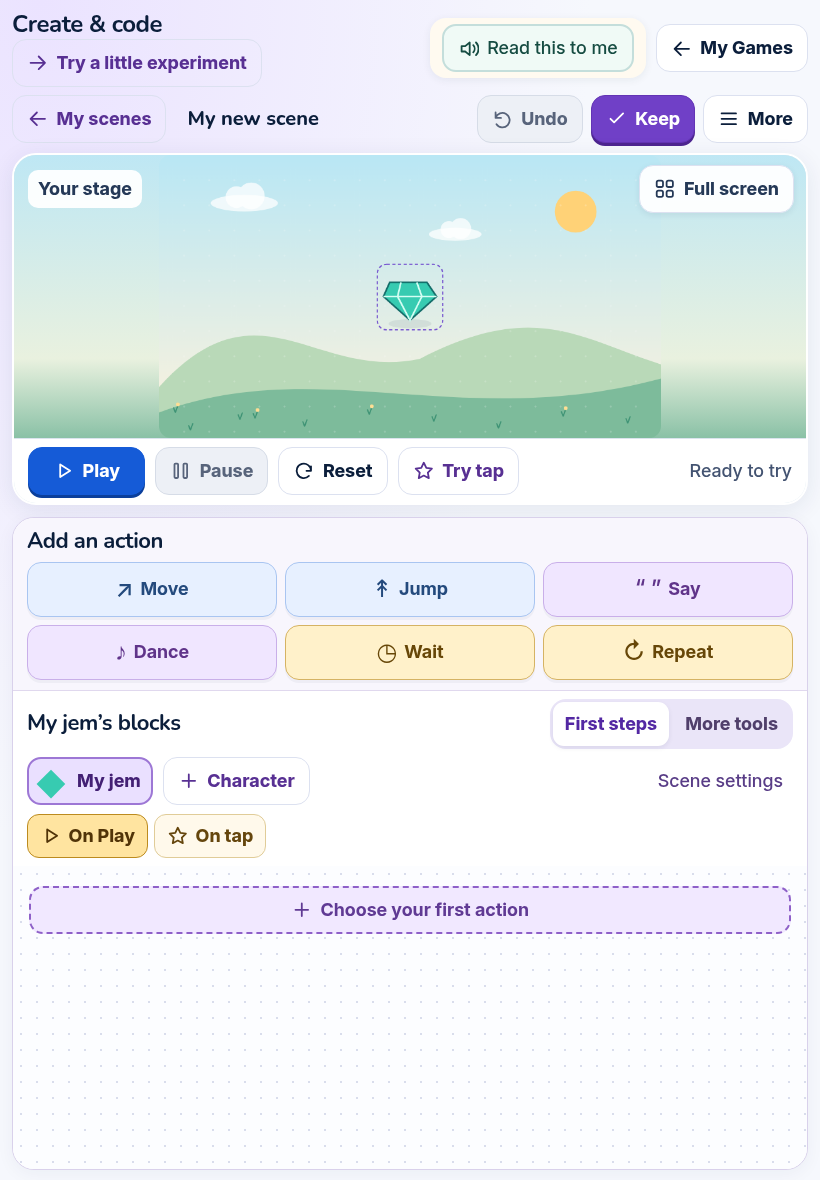 Create & code
Try a little experiment
Read this to me
My Games
My scenes
My new scene
Undo
Keep
More
Your stage
Full screen
Play
Pause
Reset
Try tap
Ready to try
Add an action
Move
Jump
“ ” Say
Dance
Wait
Repeat
My jem’s blocks
First steps
More tools
My jem
Character
Scene settings
On Play
On tap
Choose your first action